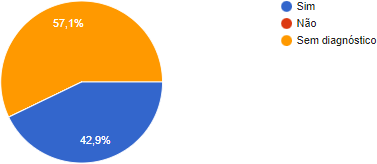 57,1%
42,9%
Sim
Não
Sem diagnóstico